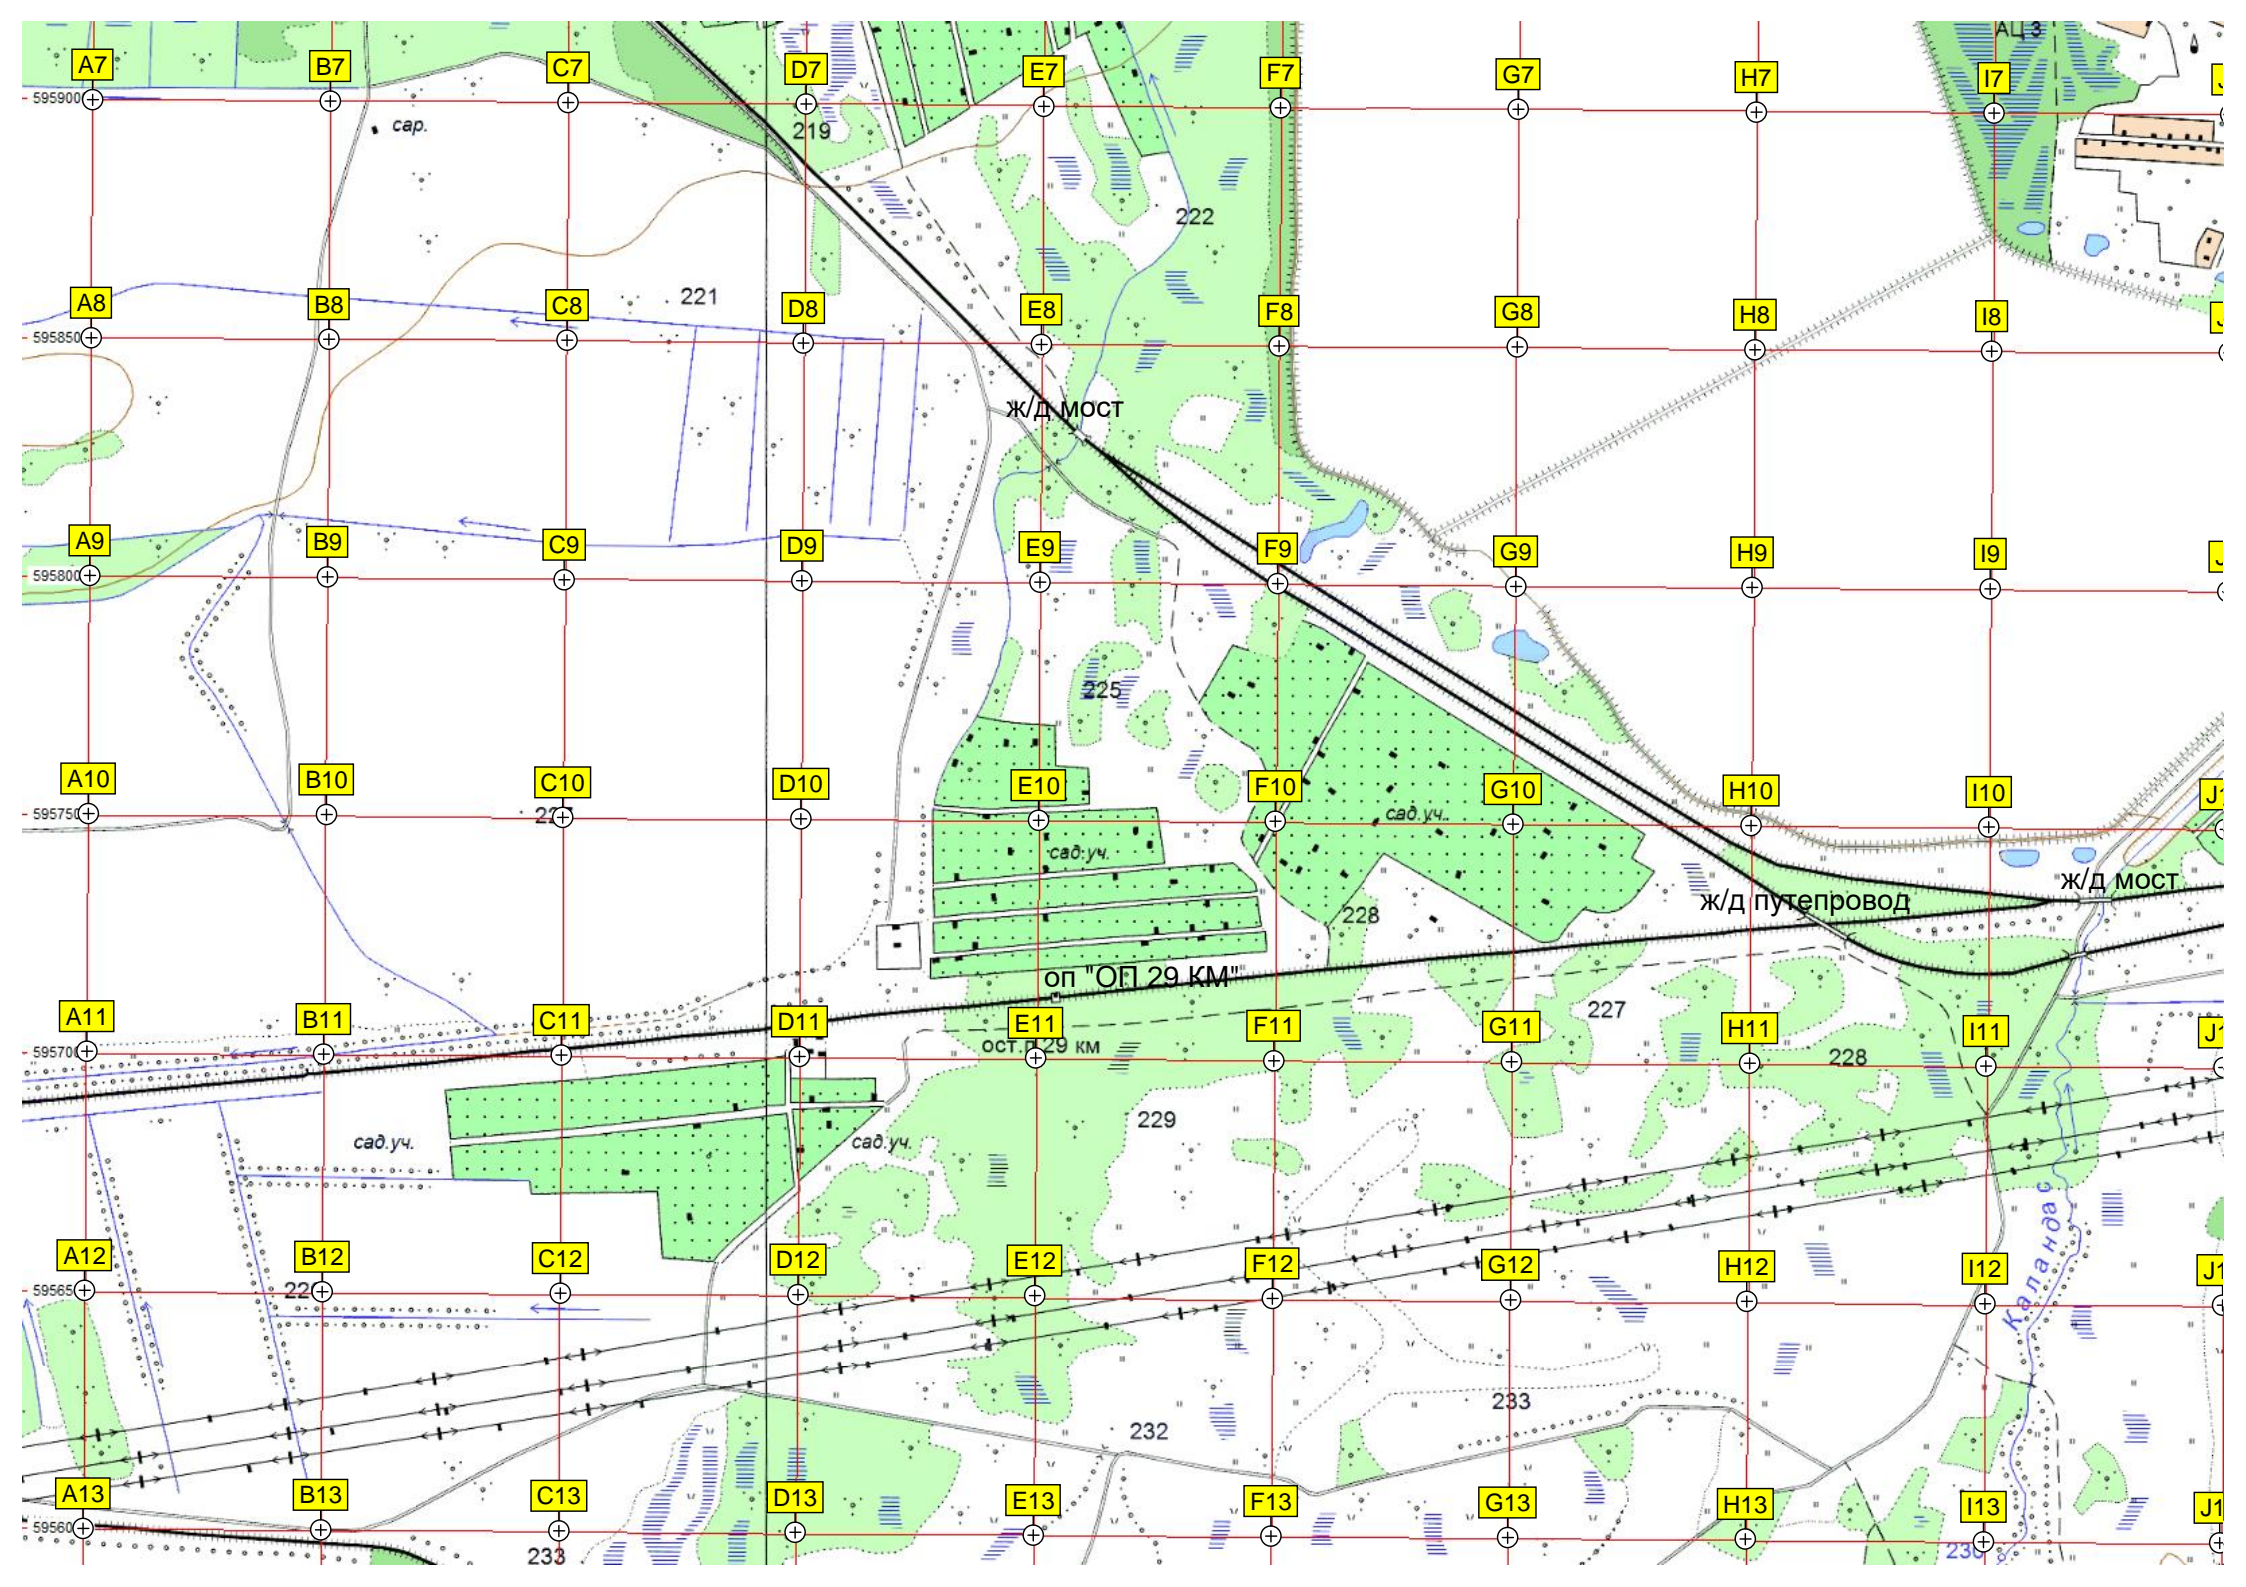 АЦ 3
A7 B7 C7 D7 E7 F7 G7 H7 I7
595900
сар.
219
222
221
A8 B8 C8 D8 E8 F8 G8 H8 I8
595850
ж/д мост
A9 B9 C9 D9 E9 F9 G9 H9 I9
595800
225
A10 B10 C10 D10 E10 F10 G10 H10 I10
595750
сад.уч.
сад.уч.
ж/д мост
ж/д путепровод
228
оп "ОП 29 КМ"
227
A11 B11 C11 D11 E11 F11 G11 H11 I11
595700
ост.п.29 км
228
229
сад.уч.
сад.уч.
Каланда
A12 B12 C12 D12 E12 F12 G12 H12 I12
59565
233
232
A13 B13 C13 D13 E13 F13 G13 H13 I13
59560
233